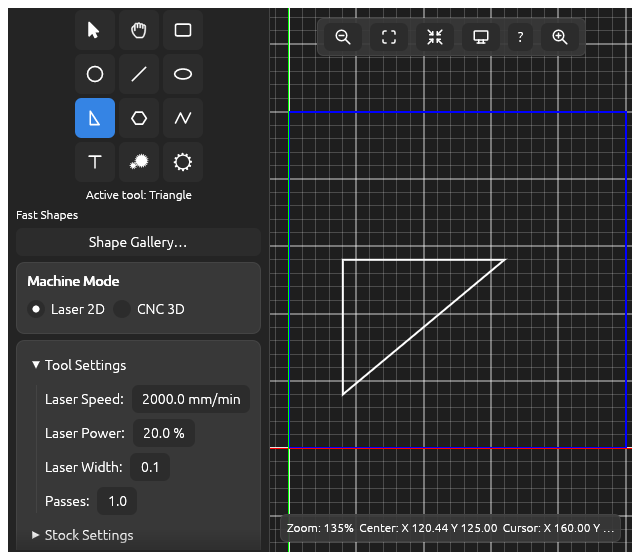 ?
T
Active tool: Triangle
Fast Shapes
Shape Gallery...
Machine Mode
Laser 2D
CNC 3D
Tool Settings
Laser Speed: 2000.0 mm/min
Laser Power: 20.0 %
Laser Width: 0.1
Passes: 1.0
Stock Settings
Zoom: 135% Center: X 120.44 Y 125.00 Cursor: X 160.00 Y ...